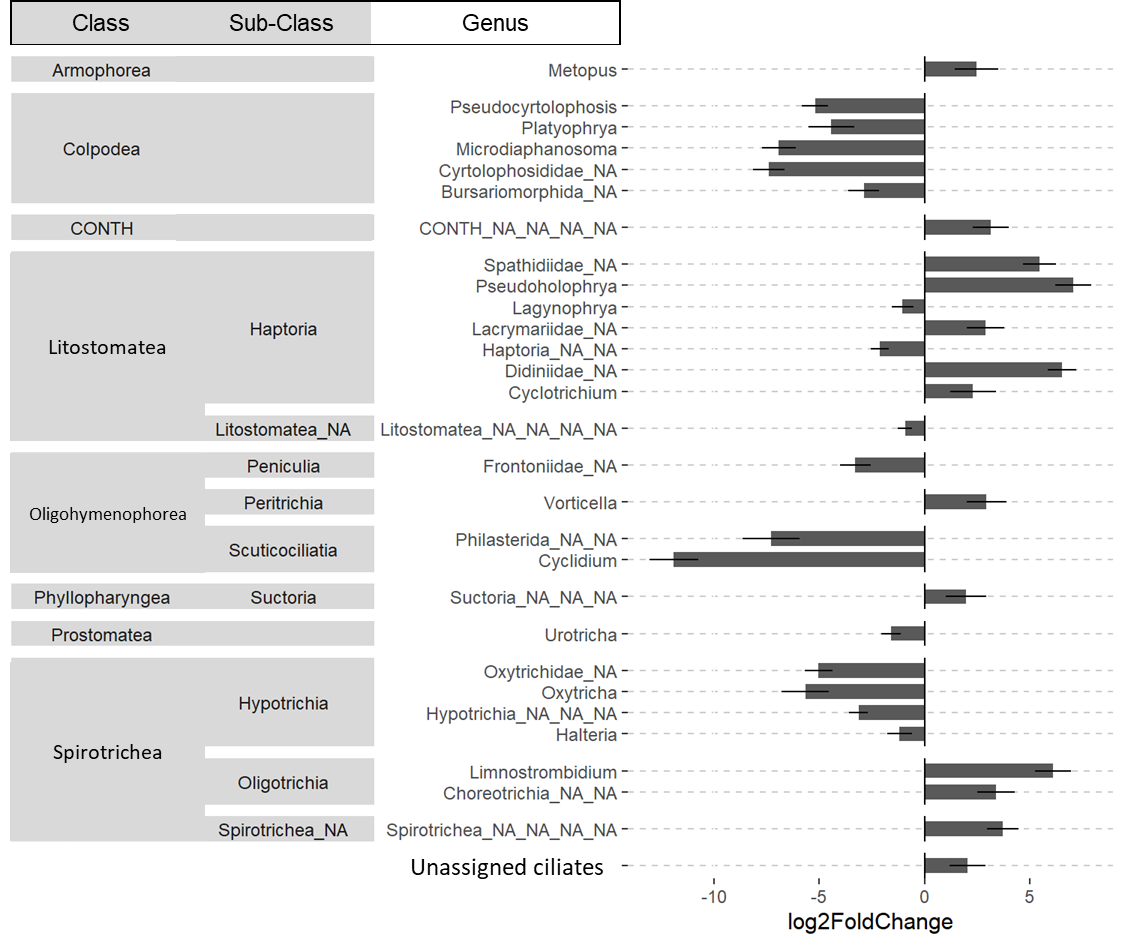 Class Sub-Class Genus
Armophorea Metopus
Pseudocyrtolophosis
Platyophrya
Colpodea Microdiaphanosoma
Cyrtolophosididae_NA
Bursariomorphida_NA
CONTH CONTH_NA_NA_NA_NA
Spathidiidae_NA
Pseudoholophrya
Lagynophrya
Haptoria Lacrymariidae_NA
Litostomatea Haptoria_NA_NA
Didiniidae_NA
Cyclotrichium
Litostomatea_NA Litostomatea_NA_NA_NA_NA
Peniculia Frontoniidae_NA
Oligohymenophorea Peritrichia Vorticella
Scuticociliatia Philasterida_NA_NA
Cyclidium
Phyllopharyngea Suctoria Suctoria_NA_NA_NA
Prostomatea Urotricha
Oxytrichidae_NA
Oxytricha
Hypotrichia Hypotrichia_NA_NA_NA
Halteria
Spirotrichea Oligotrichia Limnostrombidium
Choreotrichia_NA_NA
Spirotrichea_NA Spirotrichea_NA_NA_NA_NA
Unassigned ciliates
-10 -5 0 5
log2FoldChange